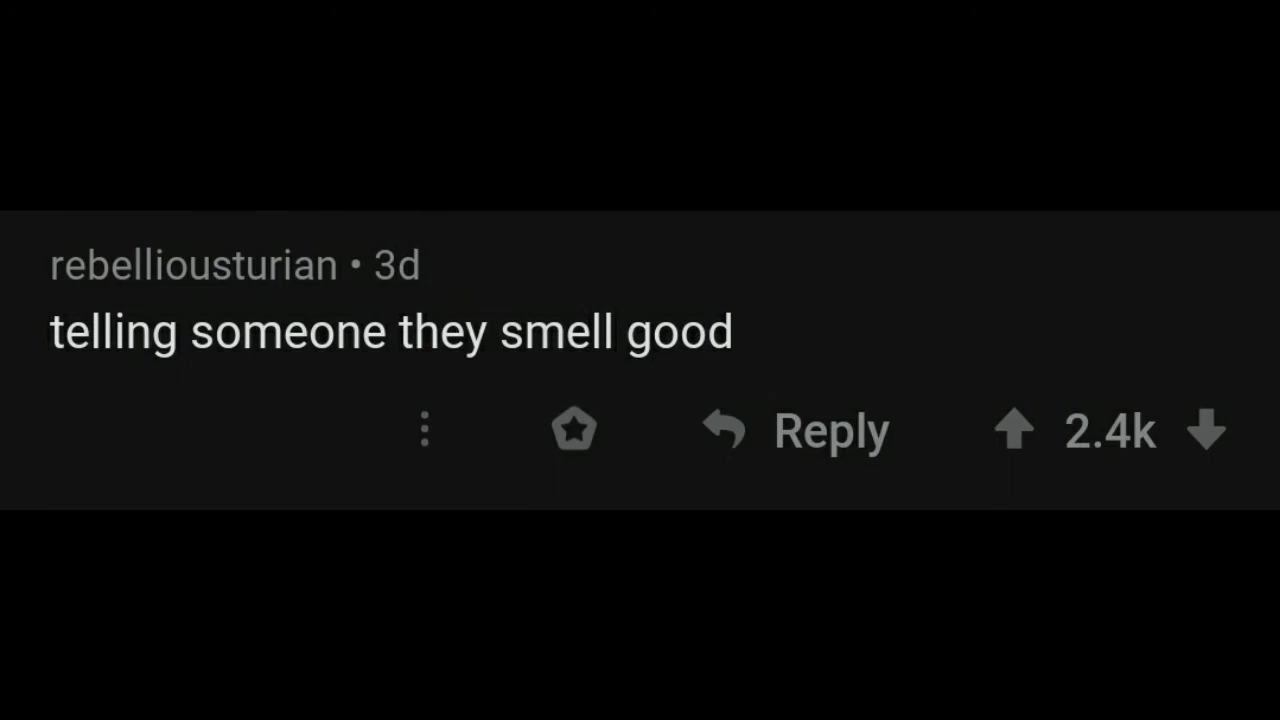 rebelliousturian • 3d
telling someone they smell good
Reply 2.4k